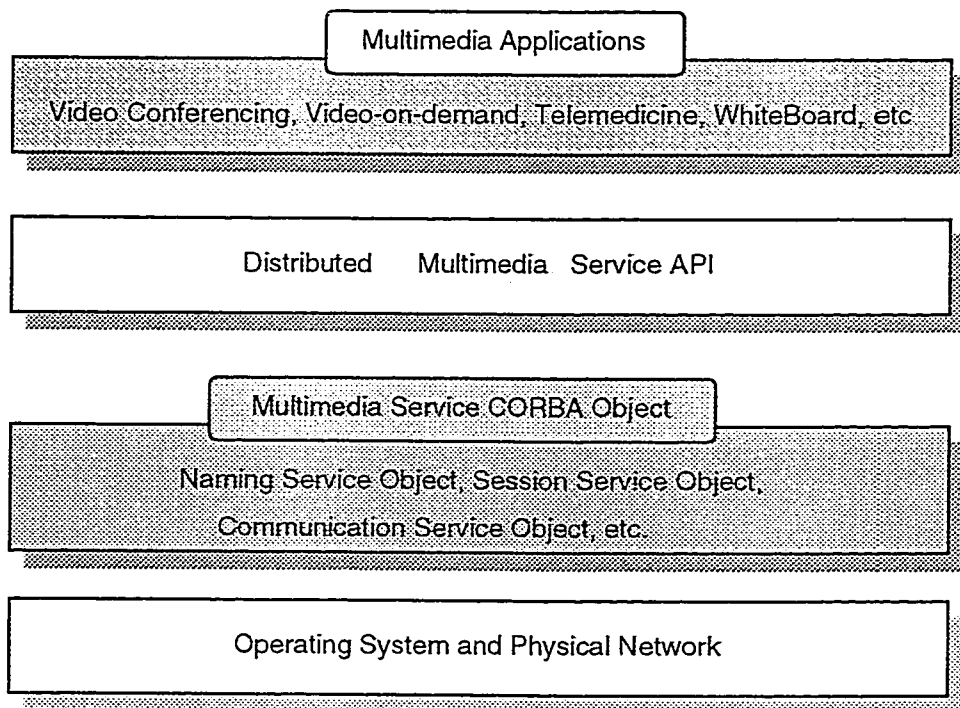 Multimedia Applications
Video Conferencing, Video-on-demand, Telemedicine, WhiteBoard, etc
Distributed Multimedia Service API
Multimedia Service CORBA Object
Naming Service Object, Session Service Object,
Communication Service Object, etc.
Operating System and Physical Network